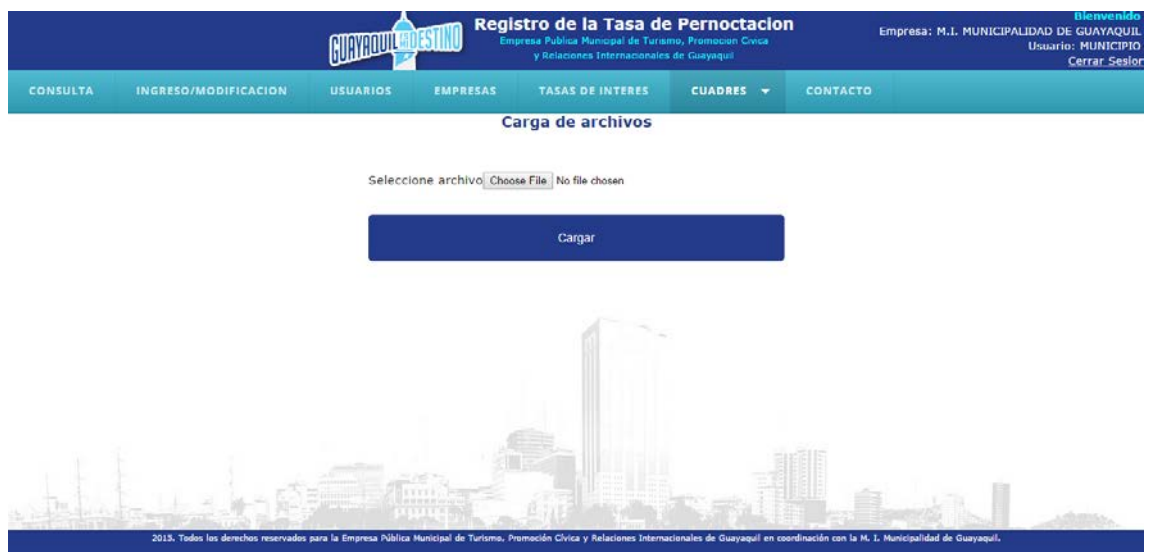 GUAYAQUIL ES MI DESTINO
Registro de la Tasa de Pernoctacion
Empresa Publica Municipal de Turismo, Promocion Civica
y Relaciones Internacionales de Guayaquil
Bienvenido
Empresa: M.I. MUNICIPALIDAD DE GUAYAQUIL
Usuario: MUNICIPIO
Cerrar Sesior
CONSULTA INGRESO/MODIFICACION USUARIOS EMPRESAS TASAS DE INTERES CUADRES CONTACTO
Carga de archivos
Seleccione archivo Choose File No file chosen
Cargar
2015. Todos los derechos reservados para la Empresa Pública Municipal de Turismo, Promoción Cívica y Relaciones Internacionales de Guayaquil en coordinación con la M. I. Municipalidad de Guayaquil.